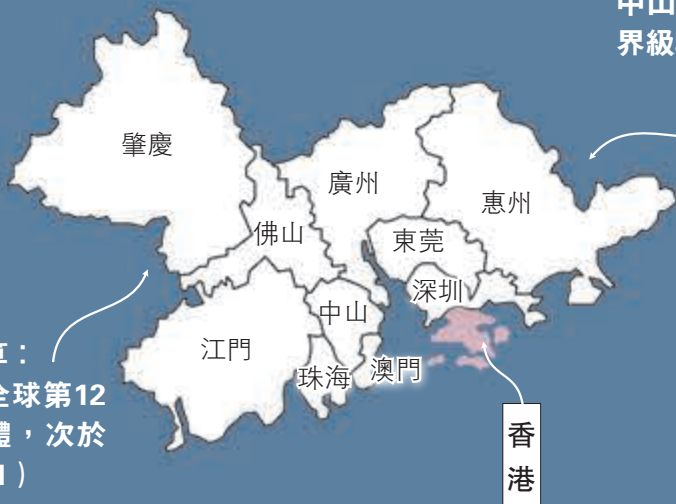 中山
界級
肇慶
廣州
惠州
佛山
東莞
深圳
中山
江門
珠海
澳門
：
全球第12
體，次於
）
香
港